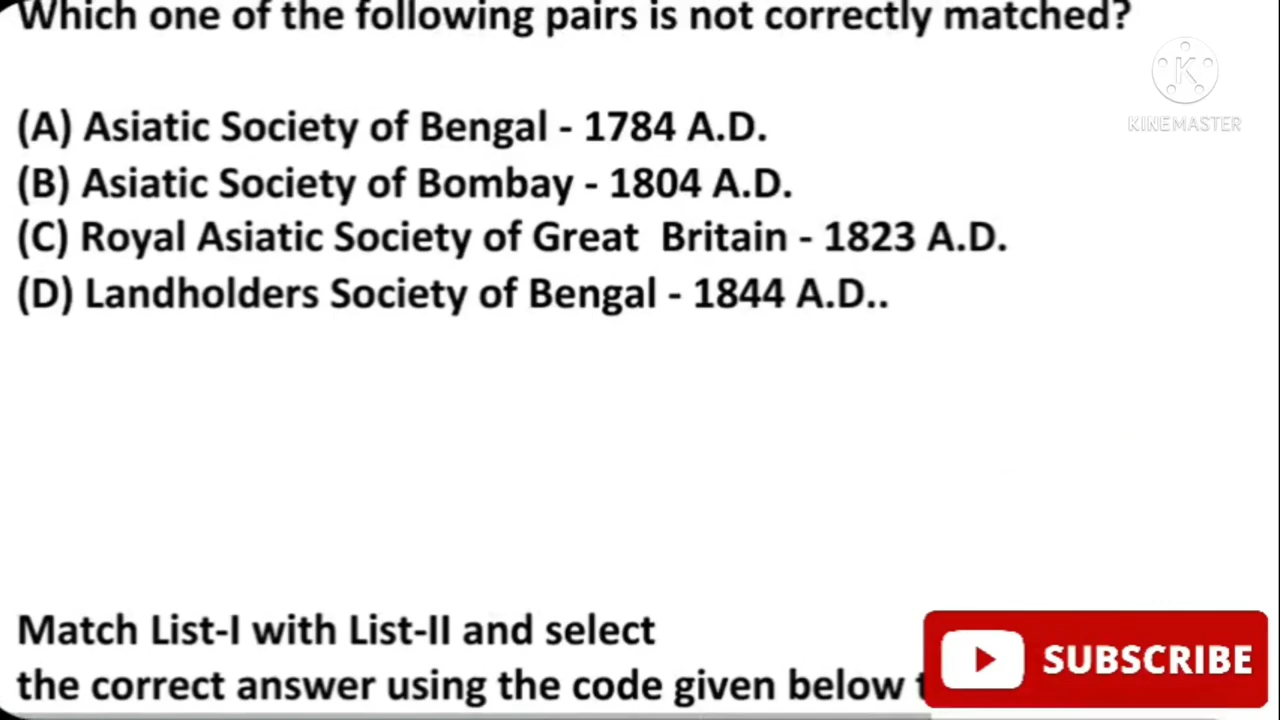 Which one of the following pairs is not correctly matched?
K
KINEMASTER
(A) Asiatic Society of Bengal - 1784 A.D.
(B) Asiatic Society of Bombay - 1804 A.D.
(C) Royal Asiatic Society of Great Britain - 1823 A.D.
(D) Landholders Society of Bengal - 1844 A.D..
Match List-I with List-II and select
the correct answer using the code given below
SUBSCRIBE